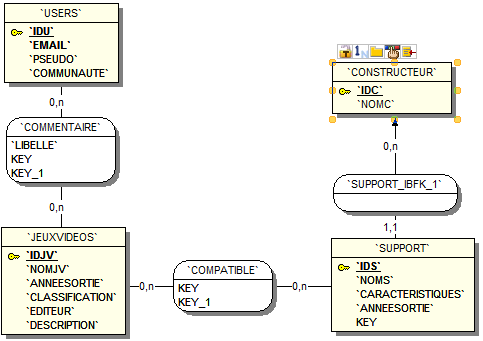 `USERS`
`IDU`
`EMAIL`
`PSEUDO`
`COMMUNAUTE`
0,n
`COMMENTAIRE`
`LIBELLE`
KEY
KEY_1
0,n
`JEUXVIDEOS`
`IDJV`
`NOMJV`
`ANNEESORTIE`
`CLASSIFICATION`
`EDITEUR`
`DESCRIPTION`
0,n
`COMPATIBLE`
KEY
KEY_1
0,n
1
N
`CONSTRUCTEUR`
`IDC`
`NOMC`
0,n
`SUPPORT_IBFK_1`
1,1
`SUPPORT`
`IDS`
`NOMS`
`CARACTERISTIQUES`
`ANNEESORTIE`
KEY